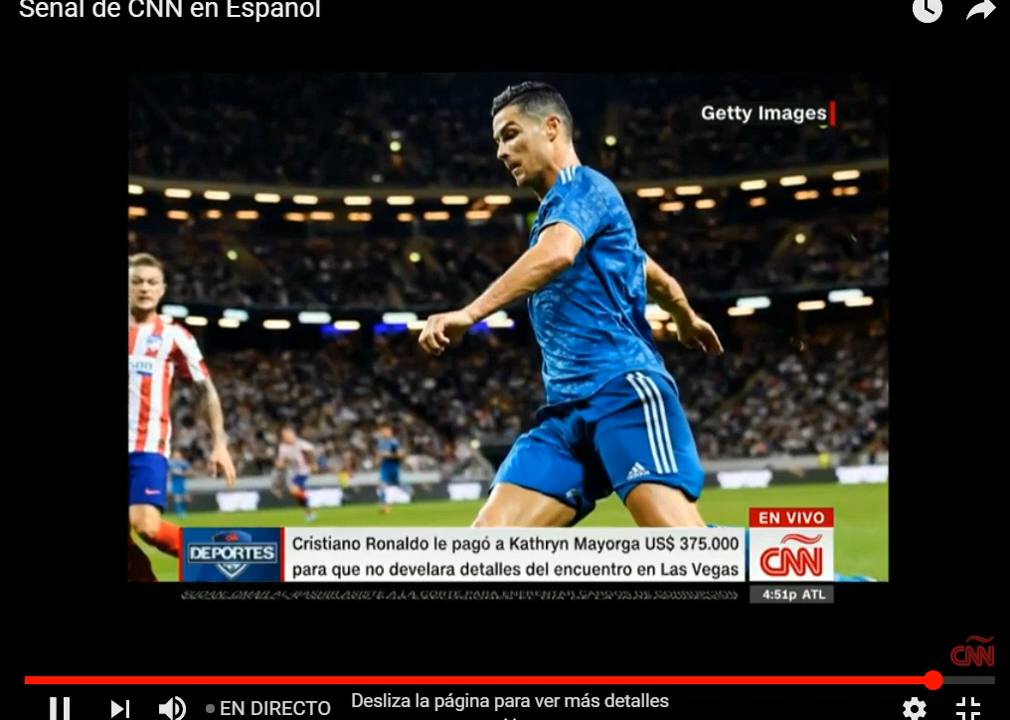 Señal de CNN en Español
Getty Images
EN VIVO
DEPORTES
Cristiano Ronaldo le pagó a Kathryn Mayorga US$ 375.000
para que no develara detalles del encuentro en Las Vegas
CNN
4:51p ATL
CNN
EN DIRECTO
Desliza la página para ver más detalles